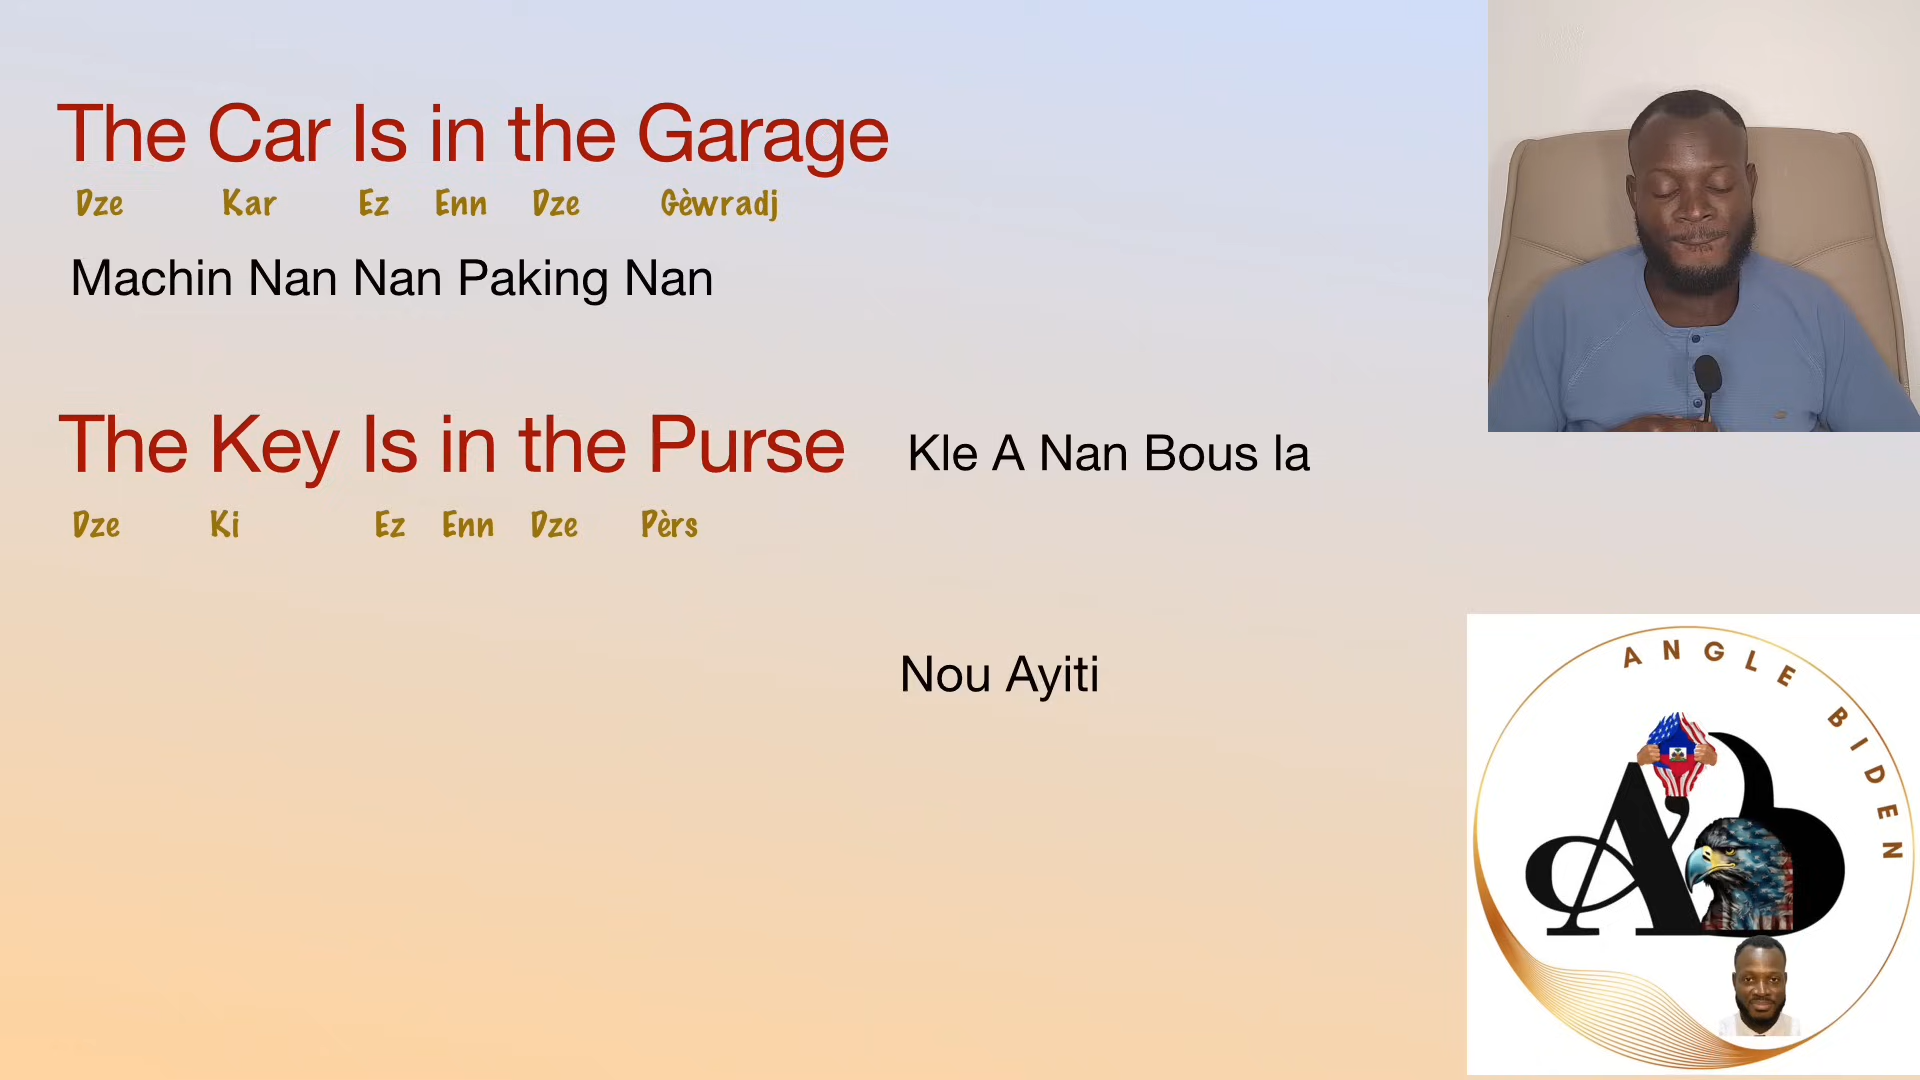 The Car Is in the Garage
Dze Kar Ez Enn Dze Gèwradj
Machin Nan Nan Paking Nan
The Key Is in the Purse
Kle A Nan Bous la
Dze Ki Ez Enn Dze Pèrs
Nou Ayiti
ANGLE BIDEN
AB